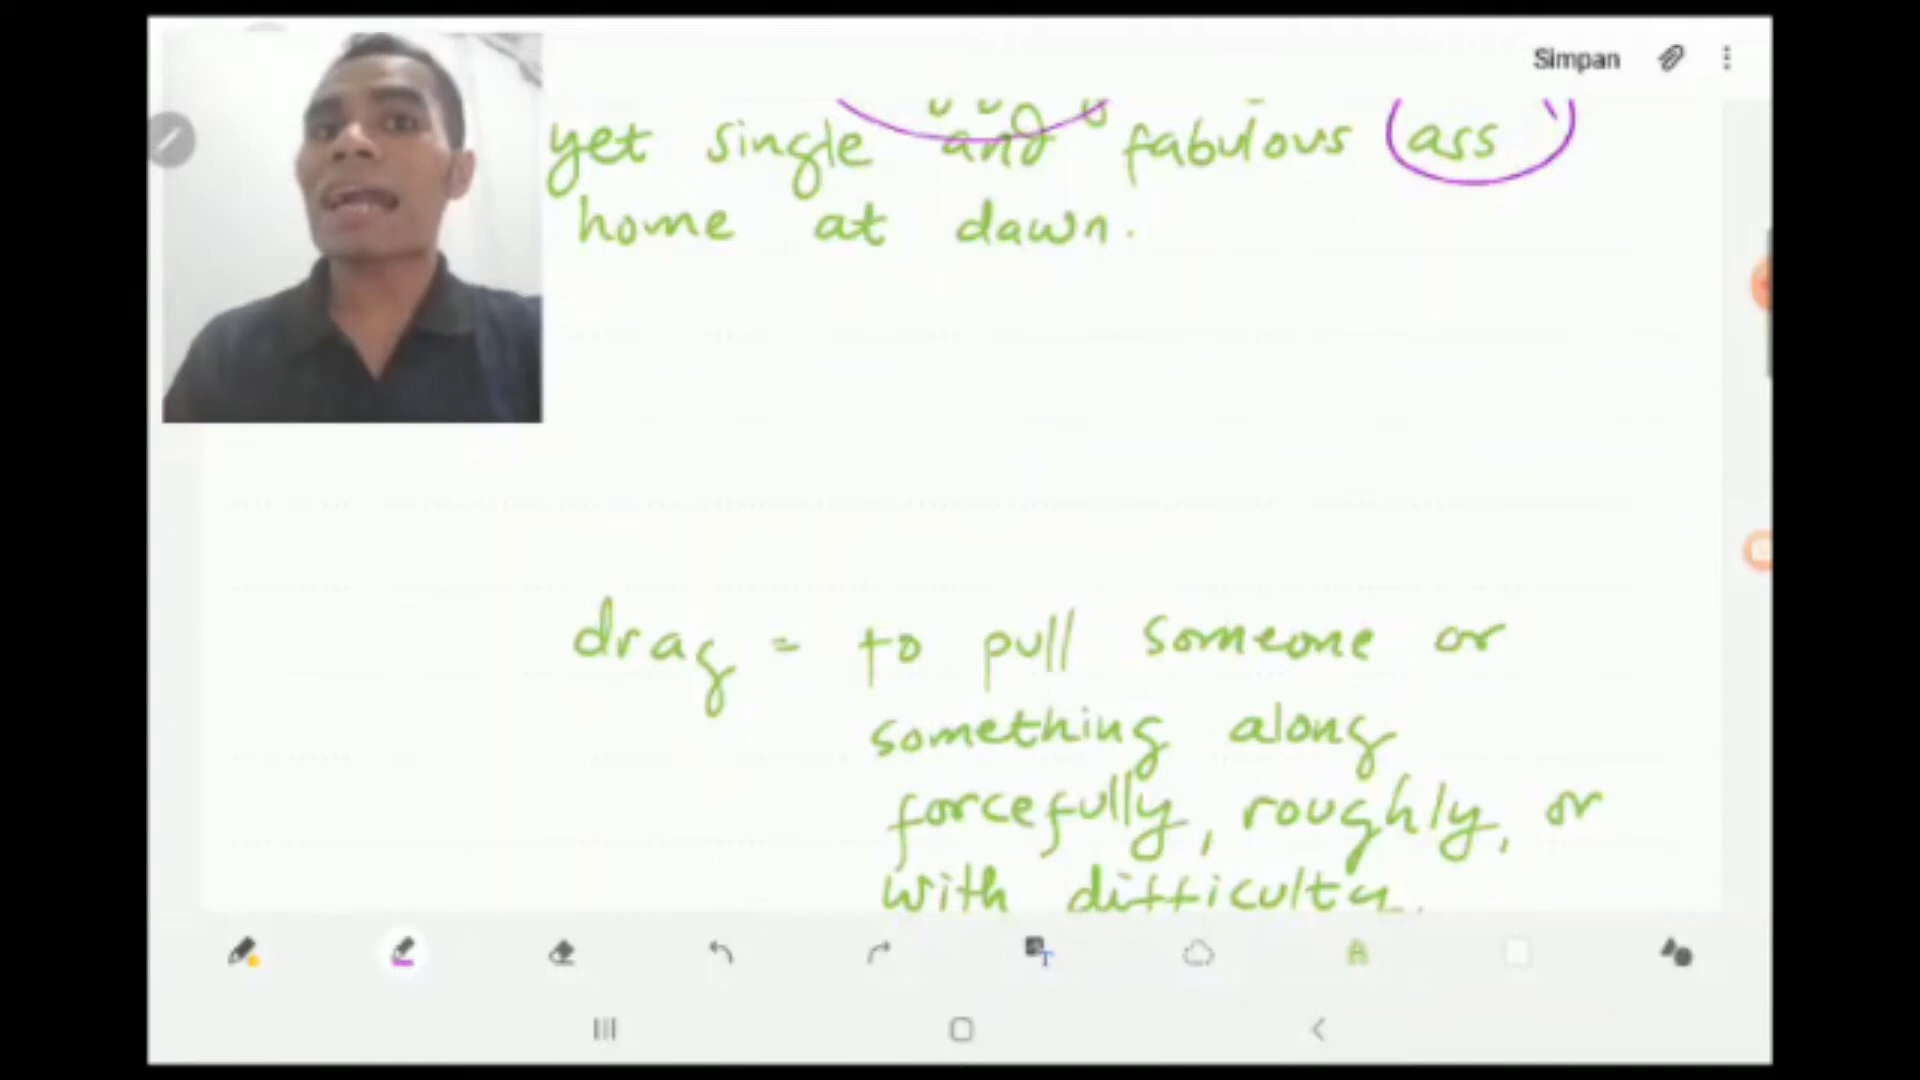 Simpan
yet single and fabulous ass
home at dawn.
drag = to pull someone or
something along
forcefully, roughly, or
with difficulty.